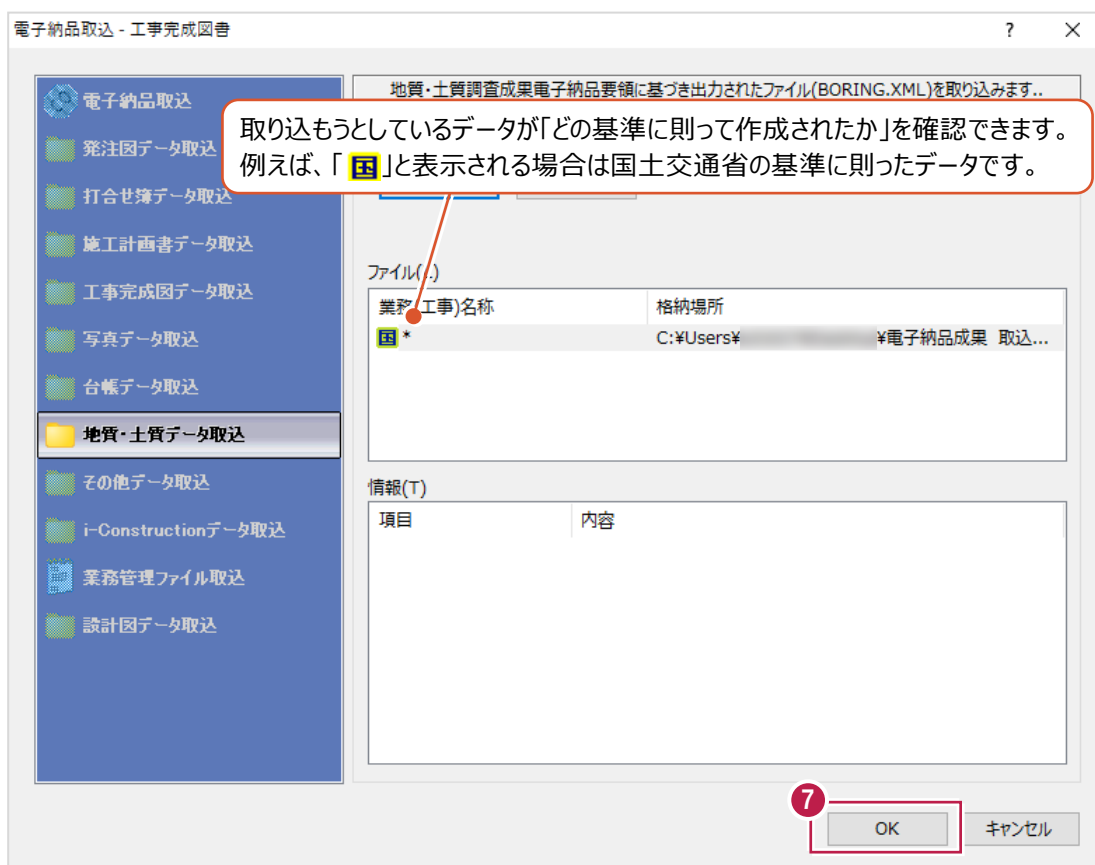 電子納品取込 - 工事完成図書
?
電子納品取込
発注図データ取込
打合せ簿データ取込
施工計画書データ取込
工事完成図データ取込
写真データ取込
台帳データ取込
地質・土質データ取込
その他データ取込
i-Constructionデータ取込
業務管理ファイル取込
設計図データ取込
地質・土質調査成果電子納品要領に基づき出力されたファイル(BORING.XML)を取り込みます..
取り込もうとしているデータが「どの基準に則って作成されたか」を確認できます。
例えば、「国」と表示される場合は国土交通省の基準に則ったデータです。
ファイル(
業務(工事)名称 格納場所
国 * C:¥Users¥ ¥電子納品成果 取込...
情報(T)
項目 内容
7
OK キャンセル